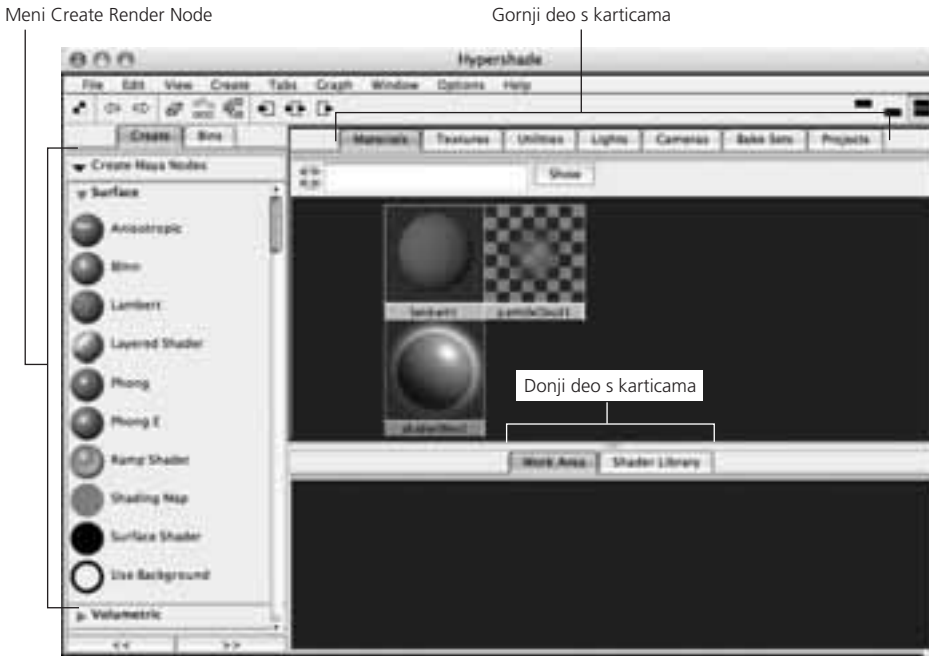 Meni Create Render Node
Gornji deo s karticama
Hypershade
File Edit View Create Tabs Graph Window Options Help
Create Bins
Materials Textures Utilities Lights Cameras Bake Sets Projects
Create Maya Nodes
Show
Surface
Anisotropic
Blinn
Lambert
Layered Shader
Phong
Phong E
Ramp Shader
Shading Map
Surface Shader
Use Background
Volumetric
<< >>
lambert1 particleCloud1
shaderGlow1
Donji deo s karticama
Work Area Shader Library